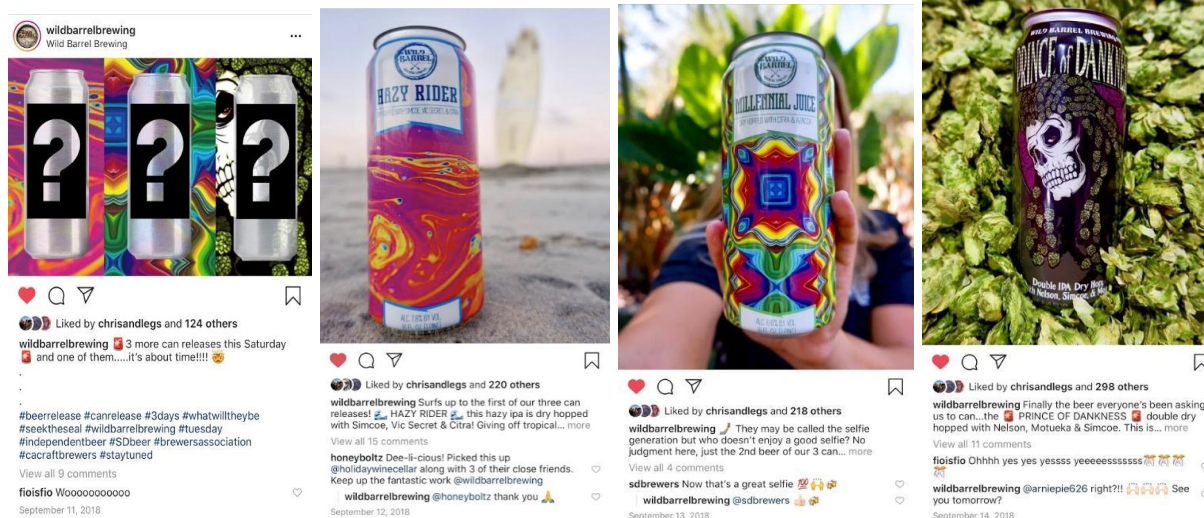 wildbarrelbrewing
Wild Barrel Brewing
?
?
?
Liked by chrisandlegs and 124 others
wildbarrelbrewing 🚨 3 more can releases this Saturday
🚨 and one of them.....it's about time!!!! 🤯
.
.
.
#beerrelease #canrelease #3days #whatwilltheybe
#seektheseal #wildbarrelbrewing #tuesday
#independentbeer #SDbeer #brewersassociation
#cacraftbrewers #staytuned
View all 9 comments
fioisfio Wooooooooooo
September 11, 2018
WILD
BARREL
HAZY RIDER
ALC 7.8% BY VOL
Liked by chrisandlegs and 220 others
wildbarrelbrewing Surfs up to the first of our three can
releases! 🌊 HAZY RIDER 🌊 this hazy ipa is dry hopped
with Simcoe, Vic Secret & Citra! Giving off tropical... more
View all 15 comments
honeyboltz Dee-li-cious! Picked this up
@holidaywinecellar along with 3 of their close friends.
Keep up the fantastic work @wildbarrelbrewing
wildbarrelbrewing @honeyboltz thank you 🙏
September 12, 2018
WILD
BARREL
MILLENNIAL JUICE
Liked by chrisandlegs and 218 others
wildbarrelbrewing 🤳 They may be called the selfie
generation but who doesn't enjoy a good selfie? No
judgment here, just the 2nd beer of our 3 can... more
View all 4 comments
sdbrewers Now that's a great selfie 💯🙌🍻
wildbarrelbrewing @sdbrewers 👍🍻
September 13, 2018
WILD BARREL BREWING
PRINCE of DANKN
Double IPA Dry Hop
Nelson, Simcoe, & M
Liked by chrisandlegs and 298 others
wildbarrelbrewing Finally the beer everyone's been asking
us to can...the 🚨 PRINCE OF DANKNESS 🚨 double dry
hopped with Nelson, Motueka & Simcoe. This is... more
View all 11 comments
fioisfio Ohhhh yes yes yessss yeeeeesssssss
wildbarrelbrewing @arniepie626 right?!! 🙌🙌🙌 See
you tomorrow?
September 14, 2018